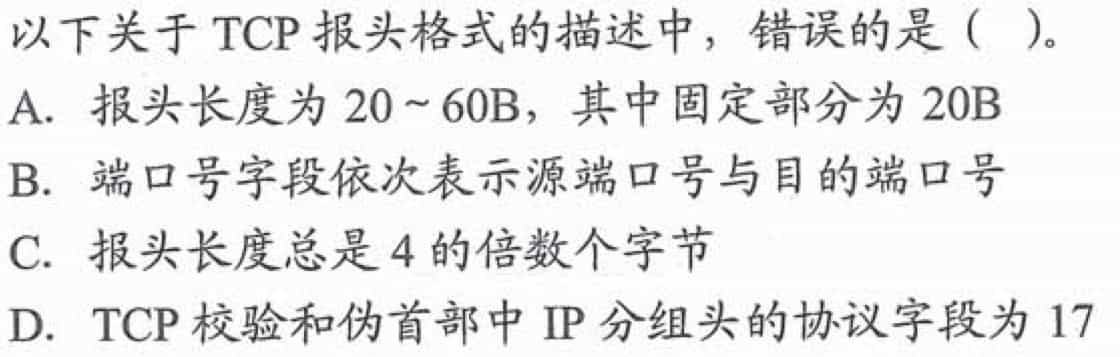 以下关于 TCP 报头格式的描述中，错误的是（ ）。
A. 报头长度为 20~60B，其中固定部分为 20B
B. 端口号字段依次表示源端口号与目的端口号
C. 报头长度总是 4 的倍数个字节
D. TCP 校验和伪首部中 IP 分组头的协议字段为 17